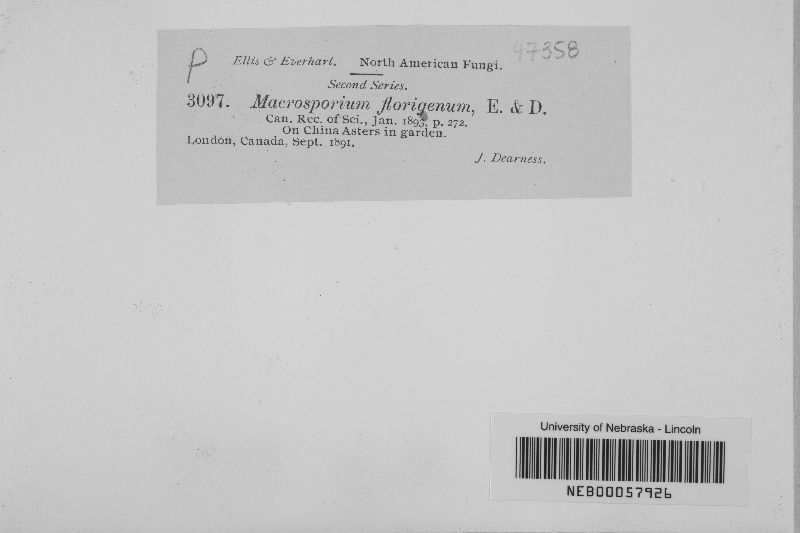 P
47358
Ellis & Everhart. North American Fungi.
Second Series.
3097. Macrosporium florigenum, E. & D.
Can. Rec. of Sci., Jan. 1893, p. 272.
On China Asters in garden.
London, Canada, Sept. 1891.
J. Dearness.
University of Nebraska - Lincoln
NEB00057926